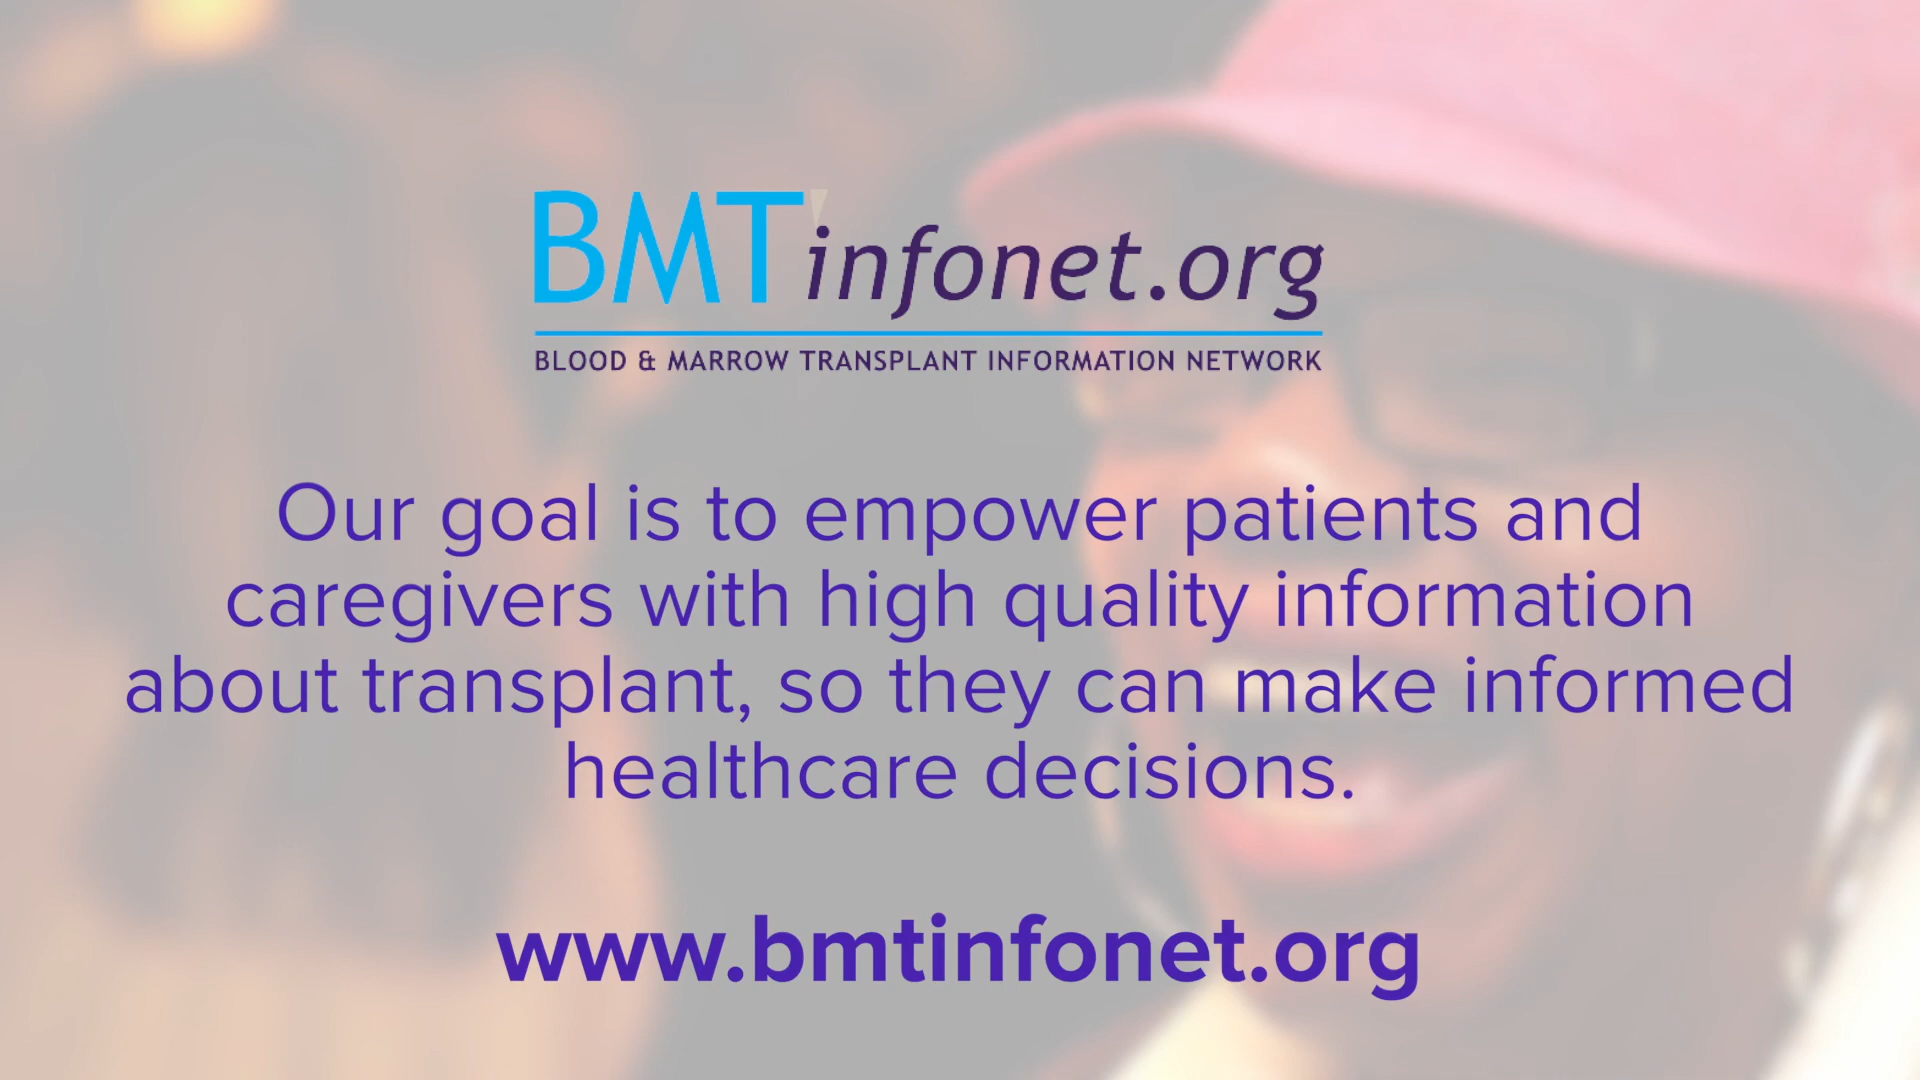 BMTinfonet.org
BLOOD & MARROW TRANSPLANT INFORMATION NETWORK
Our goal is to empower patients and
caregivers with high quality information
about transplant, so they can make informed
healthcare decisions.
www.bmtinfonet.org